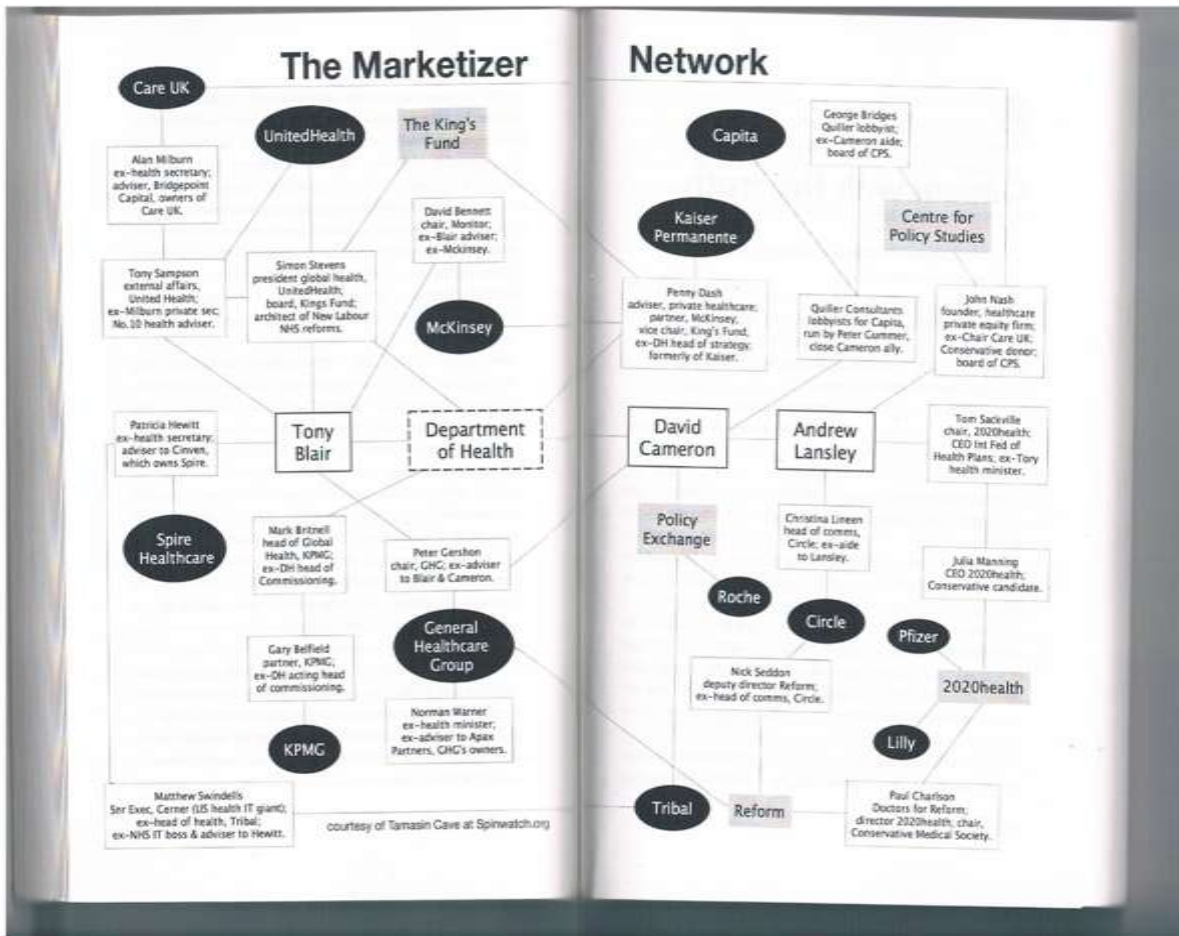 The Marketizer Network
Care UK
UnitedHealth
The King's
Fund
Alan Milburn
ex-health secretary;
adviser, Bridgepoint
Capital, owners of
Care UK.
David Bennett
chair, Monitor;
ex-Blair adviser;
ex-Mckinsey.
Tony Sampson
external affairs,
United Health;
ex-Milburn private sec;
No.10 health adviser.
Simon Stevens
president global health,
UnitedHealth;
board, Kings Fund;
architect of New Labour
NHS reforms.
McKinsey
Capita
George Bridges
Quiller lobbyist;
ex-Cameron aide;
board of CPS.
Kaiser
Permanente
Centre for
Policy Studies
Penny Dash
adviser, private healthcare;
partner, McKinsey,
vice chair, King's Fund,
ex-DH head of strategy;
formerly of Kaiser.
Quiller Consultants
lobbyists for Capita,
run by Peter Gummer,
close Cameron ally.
John Nash
founder, healthcare
private equity firm;
ex-Chair Care UK;
Conservative donor;
board of CPS.
Patricia Hewitt
ex-health secretary;
adviser to Cinven,
which owns Spire.
Tony
Blair
Department
of Health
David
Cameron
Andrew
Lansley
Tom Sackville
chair, 2020health;
CEO Int Fed of
Health Plans; ex-Tory
health minister.
Spire
Healthcare
Mark Britnell
head of Global
Health, KPMG;
ex-DH head of
Commissioning.
Peter Gershon
chair, GHG; ex-adviser
to Blair & Cameron.
Policy
Exchange
Christina Lineen
head of comms,
Circle; ex-aide
to Lansley.
Julia Manning
CEO 2020health;
Conservative candidate.
Roche
Circle
Pfizer
General
Healthcare
Group
Gary Belfield
partner, KPMG;
ex-DH acting head
of commissioning.
Nick Seddon
deputy director Reform;
ex-head of comms, Circle.
2020health
Norman Warner
ex-health minister;
ex-adviser to Apax
Partners, GHG's owners.
KPMG
Lilly
Matthew Swindells
Snr Exec, Cerner (US health IT giant);
ex-head of health, Tribal;
ex-NHS IT boss & adviser to Hewitt.
courtesy of Tamasin Cave at Spinwatch.org
Tribal
Reform
Paul Charlson
Doctors for Reform;
director 2020health; chair,
Conservative Medical Society.